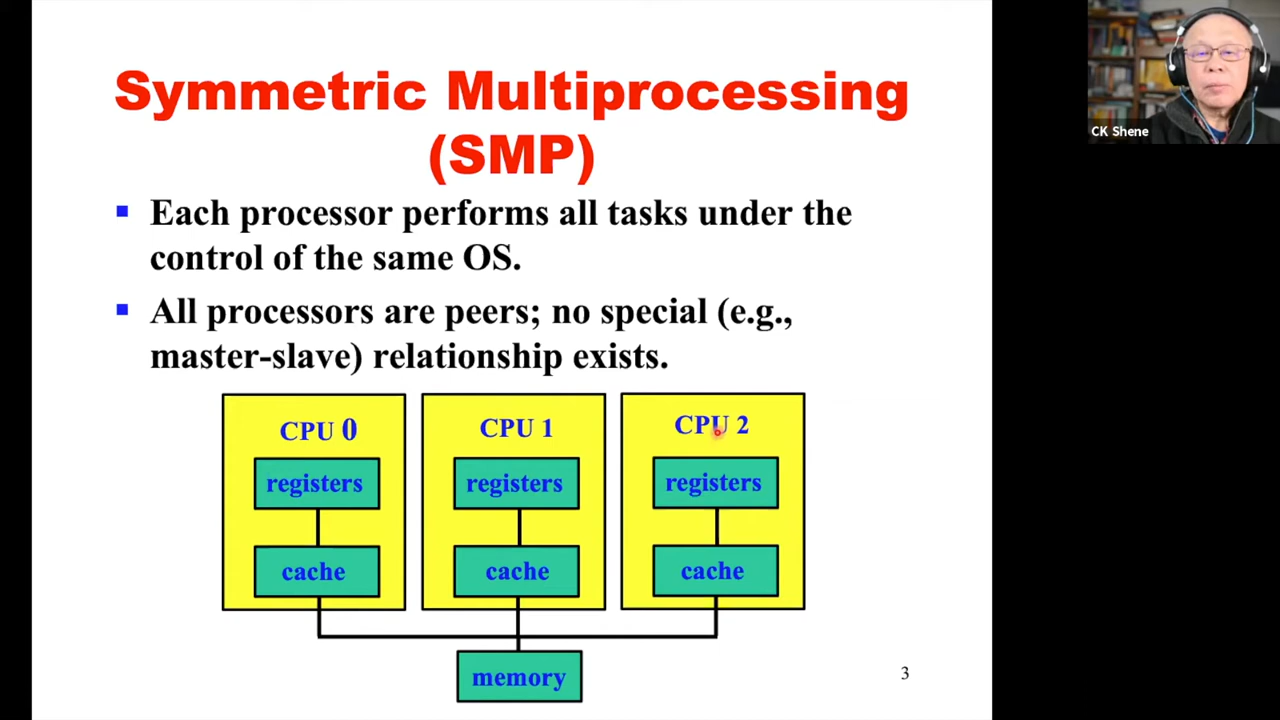 Symmetric Multiprocessing
(SMP)
Each processor performs all tasks under the
control of the same OS.
All processors are peers; no special (e.g.,
master-slave) relationship exists.
CPU 0
CPU 1
CPU 2
registers
registers
registers
cache
cache
cache
memory
3
CK Shene